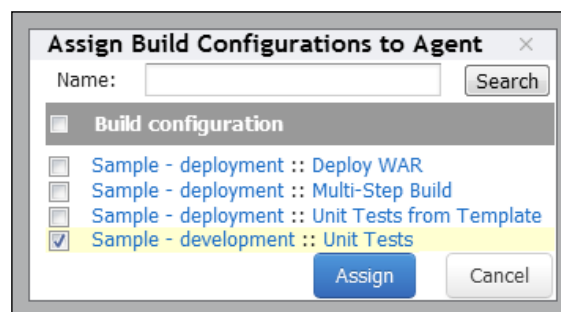 Assign Build Configurations to Agent ×
Name: Search
Build configuration
Sample - deployment :: Deploy WAR
Sample - deployment :: Multi-Step Build
Sample - deployment :: Unit Tests from Template
Sample - development :: Unit Tests
Assign Cancel